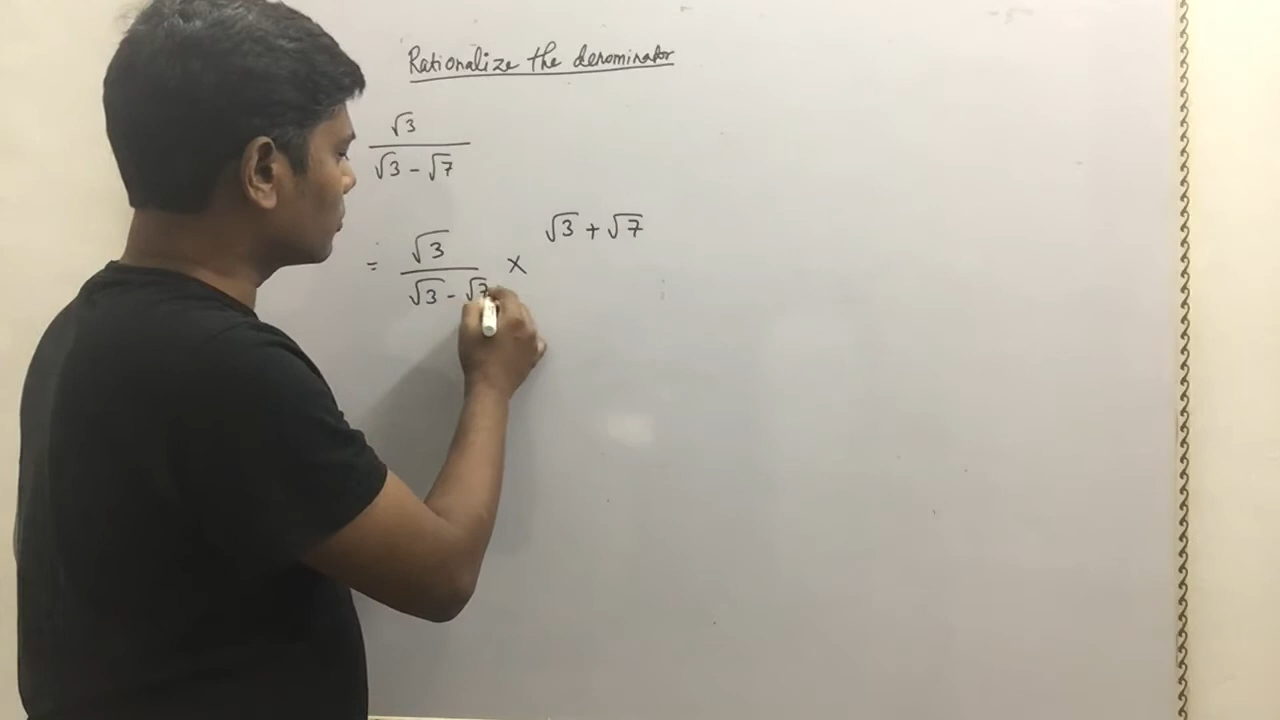 Rationalize the denominator
√3
√3 - √7
= √3 × √3 + √7
√3 - √7